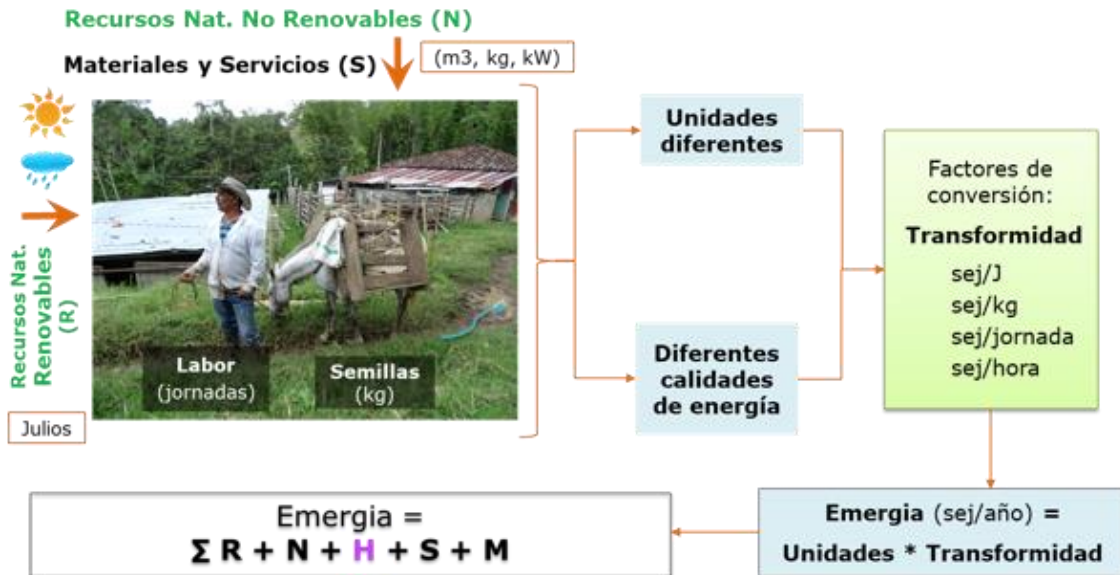 Recursos Nat. No Renovables (N)
Materiales y Servicios (S)
(m3, kg, kW)
Recursos Nat.
Renovables
(R)
Julios
Labor
(jornadas)
Semillas
(kg)
Unidades
diferentes
Diferentes
calidades
de energía
Factores de
conversión:
Transformidad
sej/J
sej/kg
sej/jornada
sej/hora
Emergia (sej/año) =
Unidades * Transformidad
Emergia =
∑ R + N + H + S + M